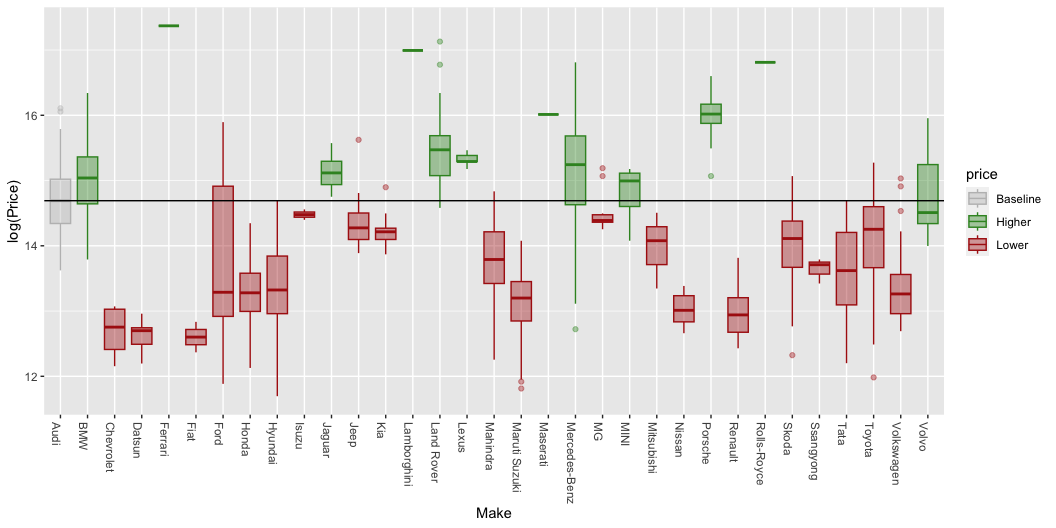 log(Price)
16
14
12
Audi
BMW
Chevrolet
Datsun
Ferrari
Fiat
Ford
Honda
Hyundai
Isuzu
Jaguar
Jeep
Kia
Lamborghini
Land Rover
Lexus
Mahindra
Maruti Suzuki
Maserati
Mercedes-Benz
MG
MINI
Mitsubishi
Nissan
Porsche
Renault
Rolls-Royce
Skoda
Ssangyong
Tata
Toyota
Volkswagen
Volvo
Make
price
Baseline
Higher
Lower